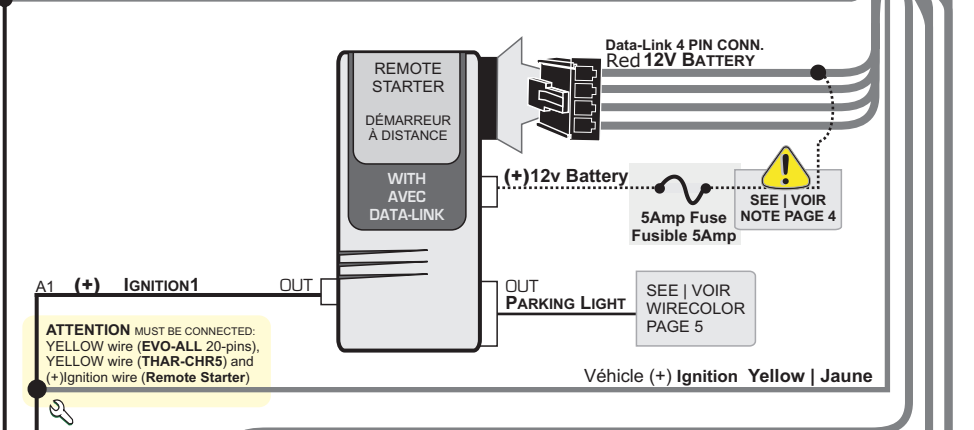 Data-Link 4 PIN CONN.
Red 12V BATTERY
REMOTE
STARTER
DÉMARREUR
À DISTANCE
WITH
AVEC
DATA-LINK
(+)12v Battery
5Amp Fuse
Fusible 5Amp
SEE | VOIR
NOTE PAGE 4
A1 (+) IGNITION1 OUT
OUT
PARKING LIGHT
SEE | VOIR
WIRECOLOR
PAGE 5
ATTENTION MUST BE CONNECTED:
YELLOW wire (EVO-ALL 20-pins),
YELLOW wire (THAR-CHR5) and
(+)Ignition wire (Remote Starter)
Véhicle (+) Ignition Yellow | Jaune